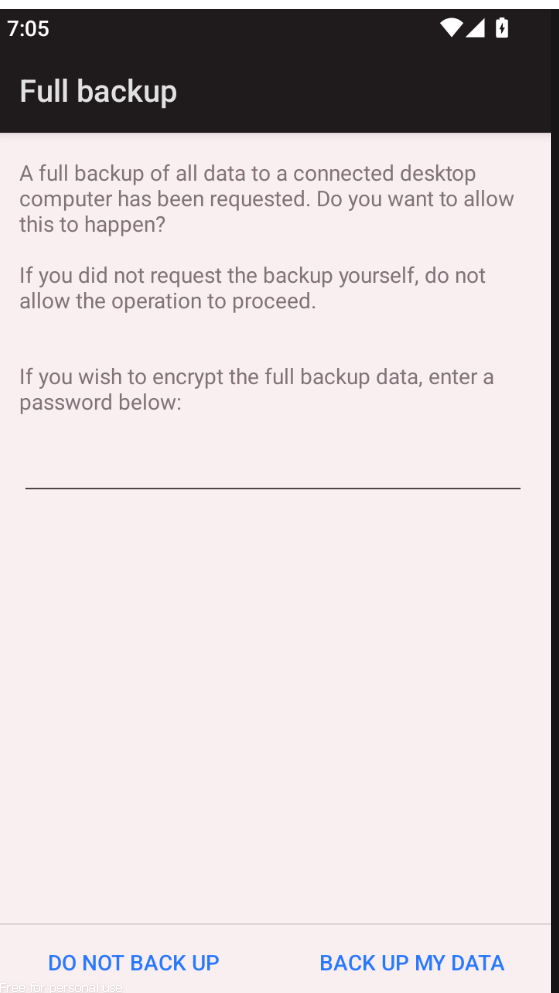 7:05
Full backup
A full backup of all data to a connected desktop
computer has been requested. Do you want to allow
this to happen?
If you did not request the backup yourself, do not
allow the operation to proceed.
If you wish to encrypt the full backup data, enter a
password below:
DO NOT BACK UP BACK UP MY DATA
Free for personal use.